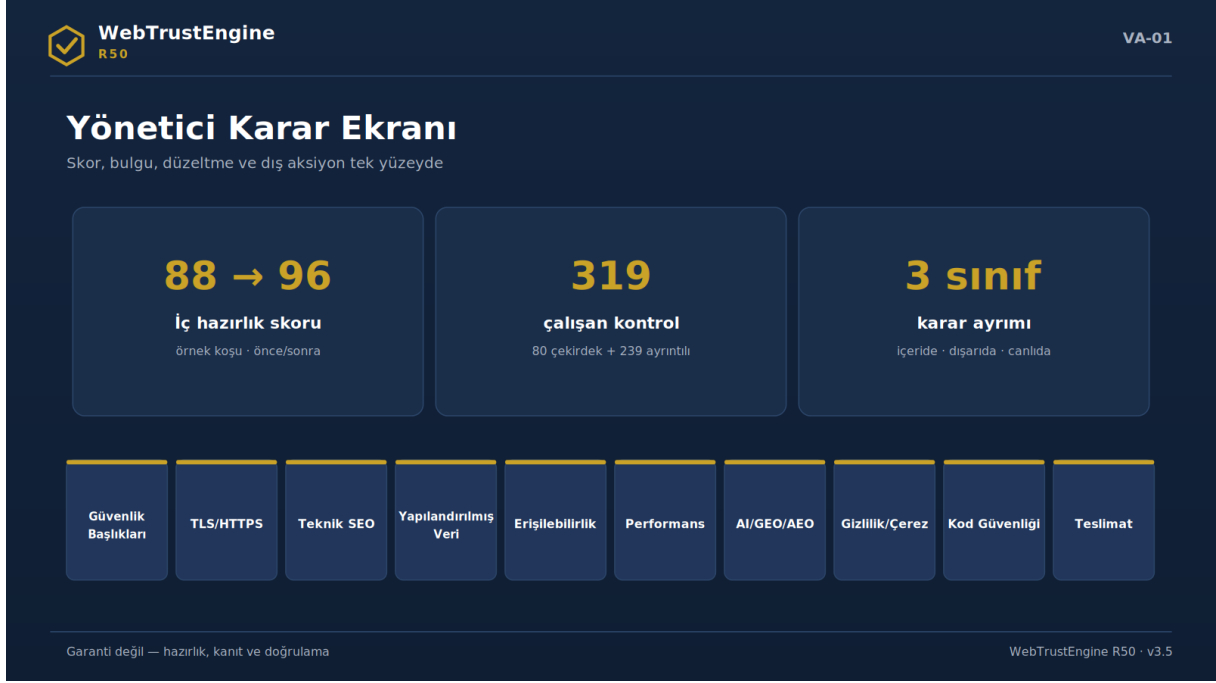 WebTrustEngine
R50
VA-01
Yönetici Karar Ekranı
Skor, bulgu, düzeltme ve dış aksiyon tek yüzeyde
88 → 96
İç hazırlık skoru
örnek koşu · önce/sonra
319
çalışan kontrol
80 çekirdek + 239 ayrıntılı
3 sınıf
karar ayrımı
içeride · dışarıda · canlıda
Güvenlik
Başlıkları
TLS/HTTPS
Teknik SEO
Yapılandırılmış
Veri
Erişilebilirlik
Performans
AI/GEO/AEO
Gizlilik/Çerez
Kod Güvenliği
Teslimat
Garanti değil — hazırlık, kanıt ve doğrulama
WebTrustEngine R50 · v3.5